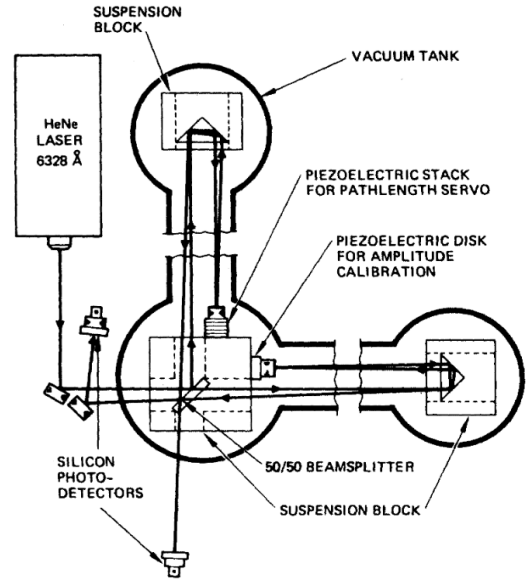 SUSPENSION
BLOCK
VACUUM TANK
HeNe
LASER
6328 Å
PIEZOELECTRIC STACK
FOR PATHLENGTH SERVO
PIEZOELECTRIC DISK
FOR AMPLITUDE
CALIBRATION
SILICON
PHOTO-
DETECTORS
50/50 BEAMSPLITTER
SUSPENSION BLOCK